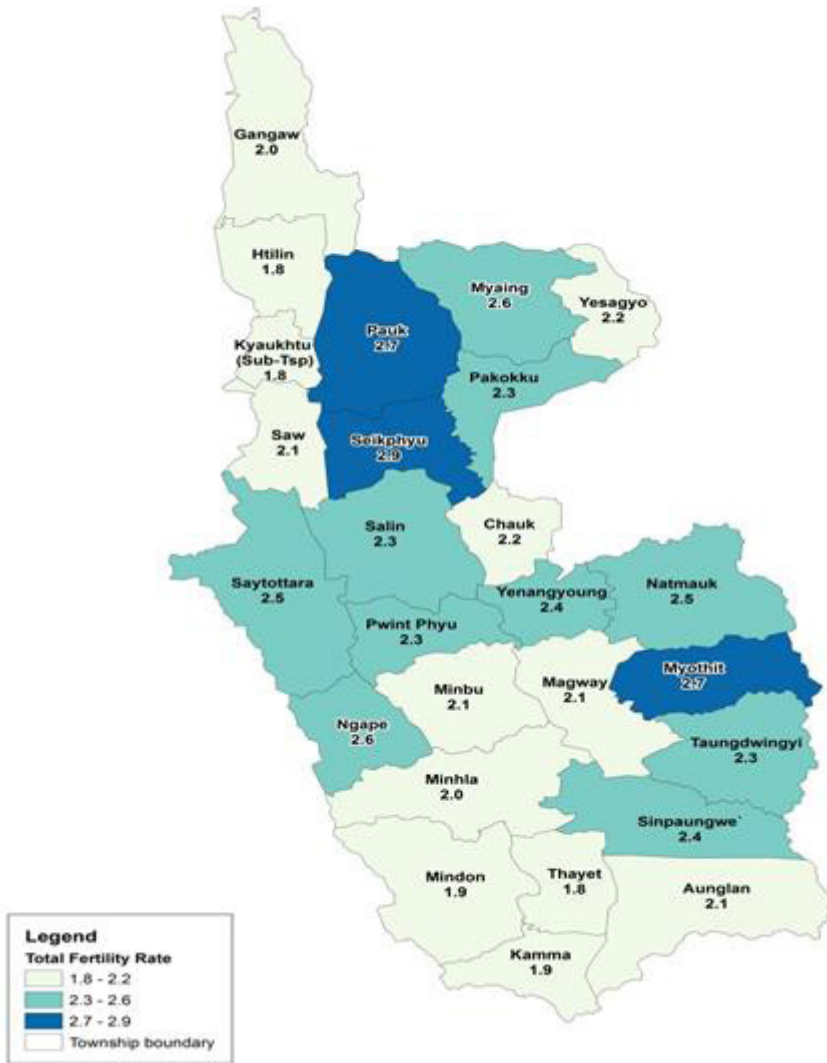 Gangaw
2.0
Htilin
1.8
Myaing
2.6
Yesagyo
2.2
Pauk
2.7
Kyaukhtu
(Sub-Tsp)
1.8
Pakokku
2.3
Saw
2.1
Seikphyu
2.9
Salin
2.3
Chauk
2.2
Saytottara
2.5
Yenangyoung
2.4
Natmauk
2.5
Pwint Phyu
2.3
Minbu
2.1
Magway
2.1
Myothit
2.7
Ngape
2.6
Taungdwingyi
2.3
Minhla
2.0
Sinpaungwe`
2.4
Mindon
1.9
Thayet
1.8
Aunglan
2.1
Kamma
1.9
Legend
Total Fertility Rate
1.8 - 2.2
2.3 - 2.6
2.7 - 2.9
Township boundary